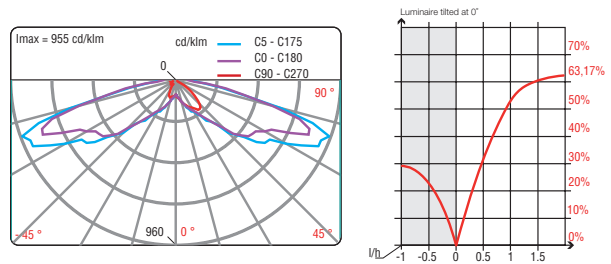 Imax = 955 cd/klm
cd/klm
C5 - C175
C0 - C180
C90 - C270
0
90 °
- 45 °
960
0 °
45 °
Luminaire tilted at 0°
70%
63,17%
50%
40%
30%
20%
10%
0%
I/h
-1 -0.5 0 0.5 1 1.5